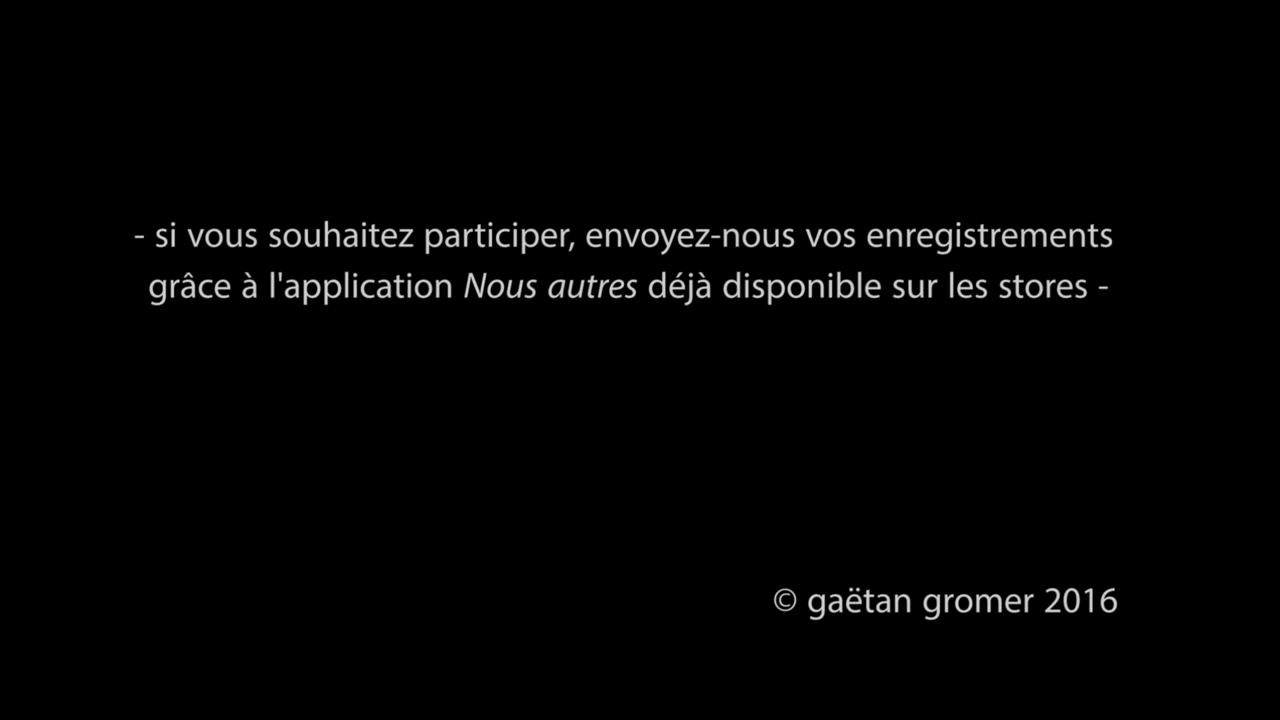 - si vous souhaitez participer, envoyez-nous vos enregistrements
grâce à l'application Nous autres déjà disponible sur les stores -
© gaëtan gromer 2016